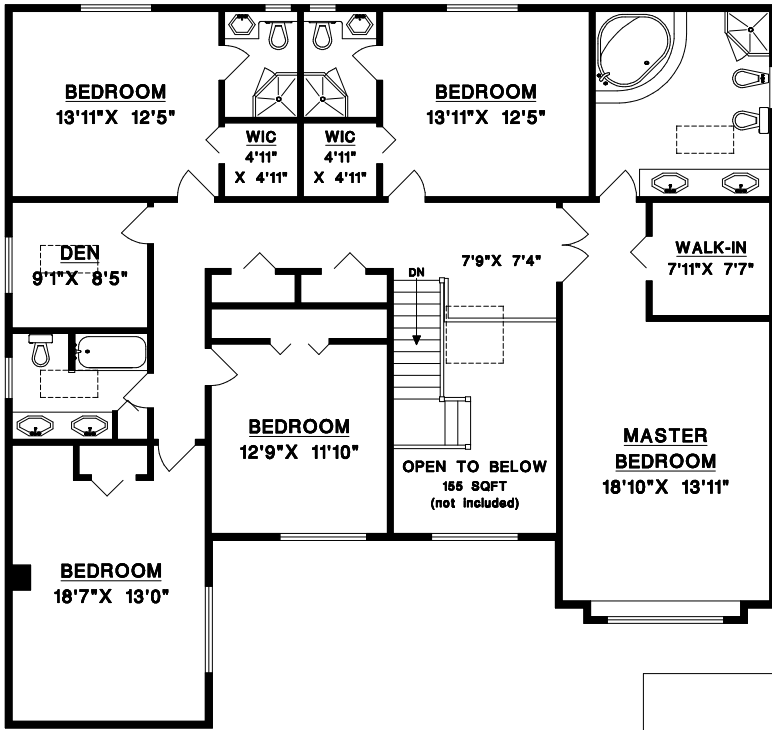 BEDROOM
13'11"X 12'5"
WIC
4'11"
X 4'11"
WIC
4'11"
X 4'11"
BEDROOM
13'11"X 12'5"
DEN
9'1"X 8'5"
7'9"X 7'4"
DN
WALK-IN
7'11"X 7'7"
BEDROOM
12'9"X 11'10"
OPEN TO BELOW
155 SQFT
(not included)
MASTER
BEDROOM
18'10"X 13'11"
BEDROOM
18'7"X 13'0"